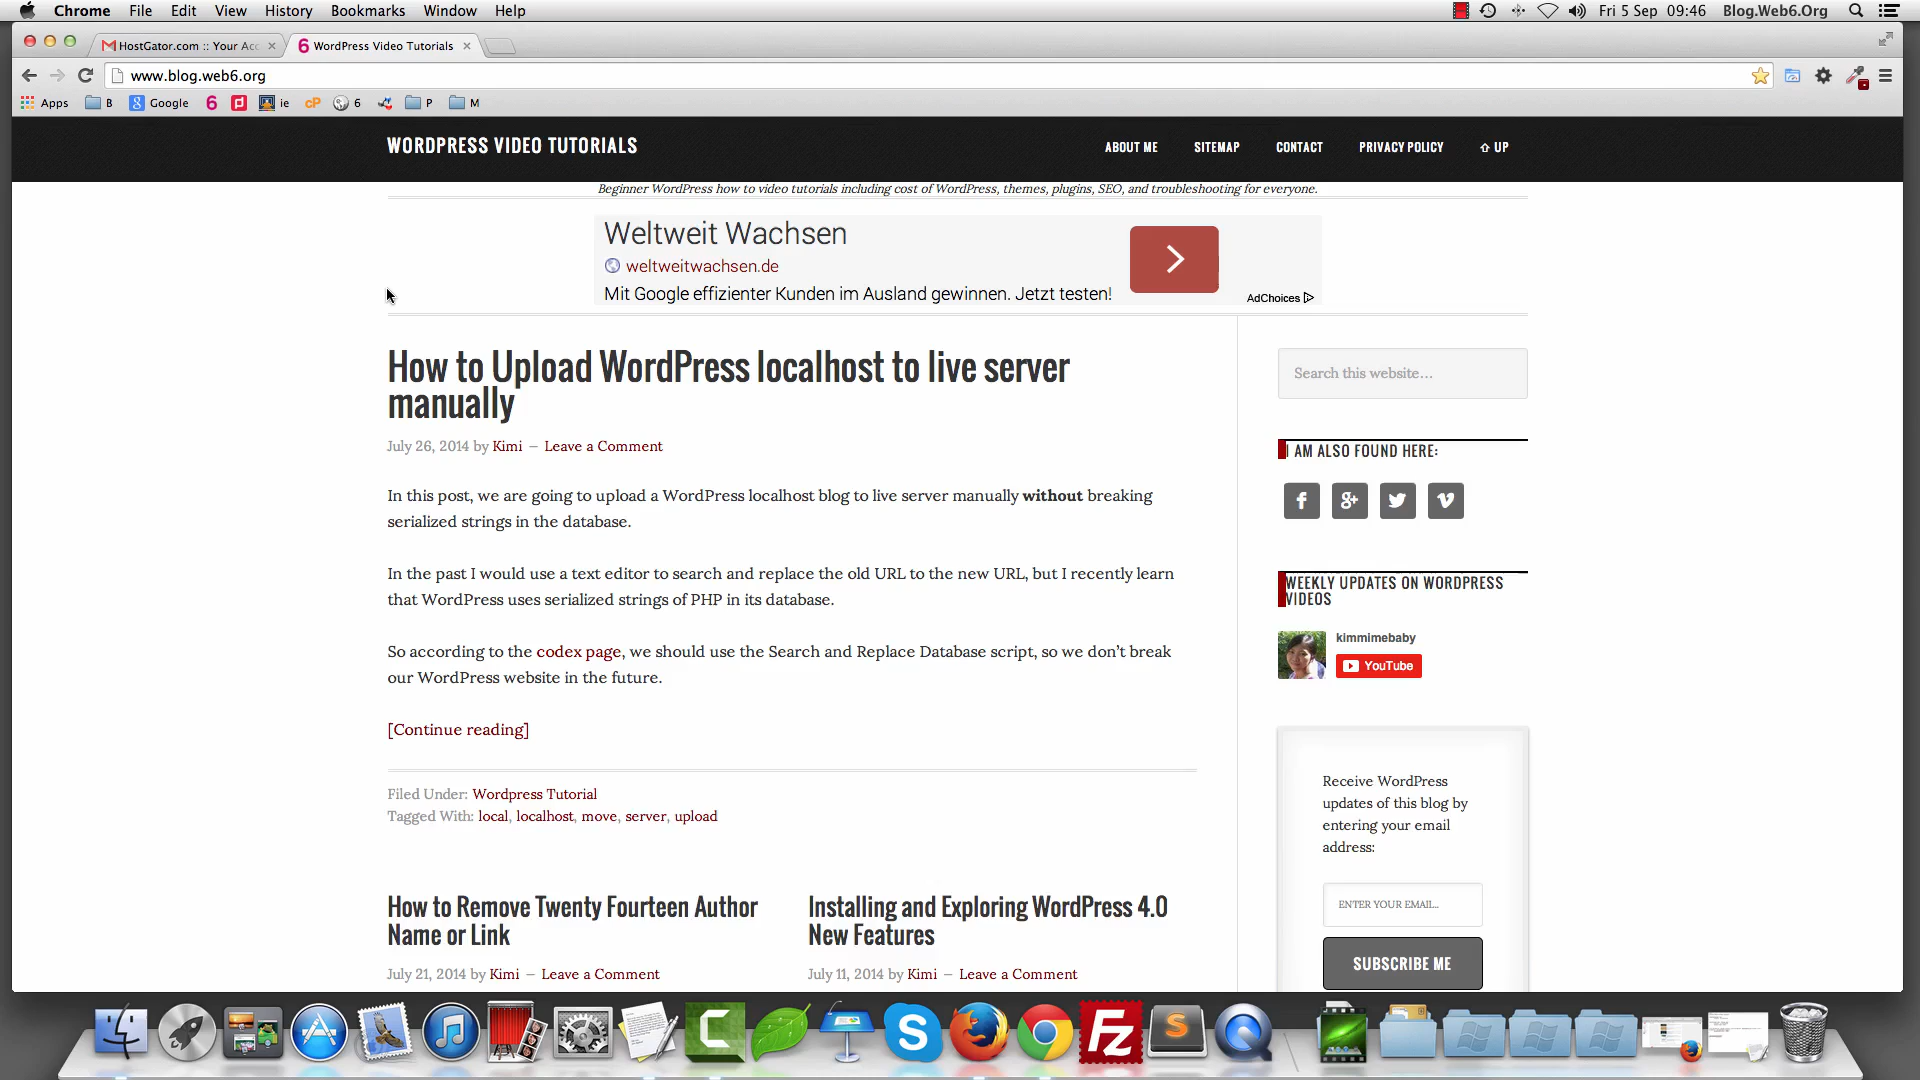 Chrome File Edit View History Bookmarks Window Help Fri 5 Sep 09:46 Blog.Web6.Org
HostGator.com :: Your Acc WordPress Video Tutorials
www.blog.web6.org
Apps B Google 6 ie cP 6 P M
WORDPRESS VIDEO TUTORIALS ABOUT ME SITEMAP CONTACT PRIVACY POLICY ⇧ UP
Beginner WordPress how to video tutorials including cost of WordPress, themes, plugins, SEO, and troubleshooting for everyone.
Weltweit Wachsen
weltweitwachsen.de
Mit Google effizienter Kunden im Ausland gewinnen. Jetzt testen!
AdChoices
How to Upload WordPress localhost to live server
manually
July 26, 2014 by Kimi — Leave a Comment
In this post, we are going to upload a WordPress localhost blog to live server manually without breaking
serialized strings in the database.
In the past I would use a text editor to search and replace the old URL to the new URL, but I recently learn
that WordPress uses serialized strings of PHP in its database.
So according to the codex page, we should use the Search and Replace Database script, so we don't break
our WordPress website in the future.
[Continue reading]
Filed Under: Wordpress Tutorial
Tagged With: local, localhost, move, server, upload
How to Remove Twenty Fourteen Author
Name or Link
July 21, 2014 by Kimi — Leave a Comment
Installing and Exploring WordPress 4.0
New Features
July 11, 2014 by Kimi — Leave a Comment
Search this website…
I AM ALSO FOUND HERE:
WEEKLY UPDATES ON WORDPRESS
VIDEOS
kimmimebaby
YouTube
Receive WordPress
updates of this blog by
entering your email
address:
ENTER YOUR EMAIL...
SUBSCRIBE ME